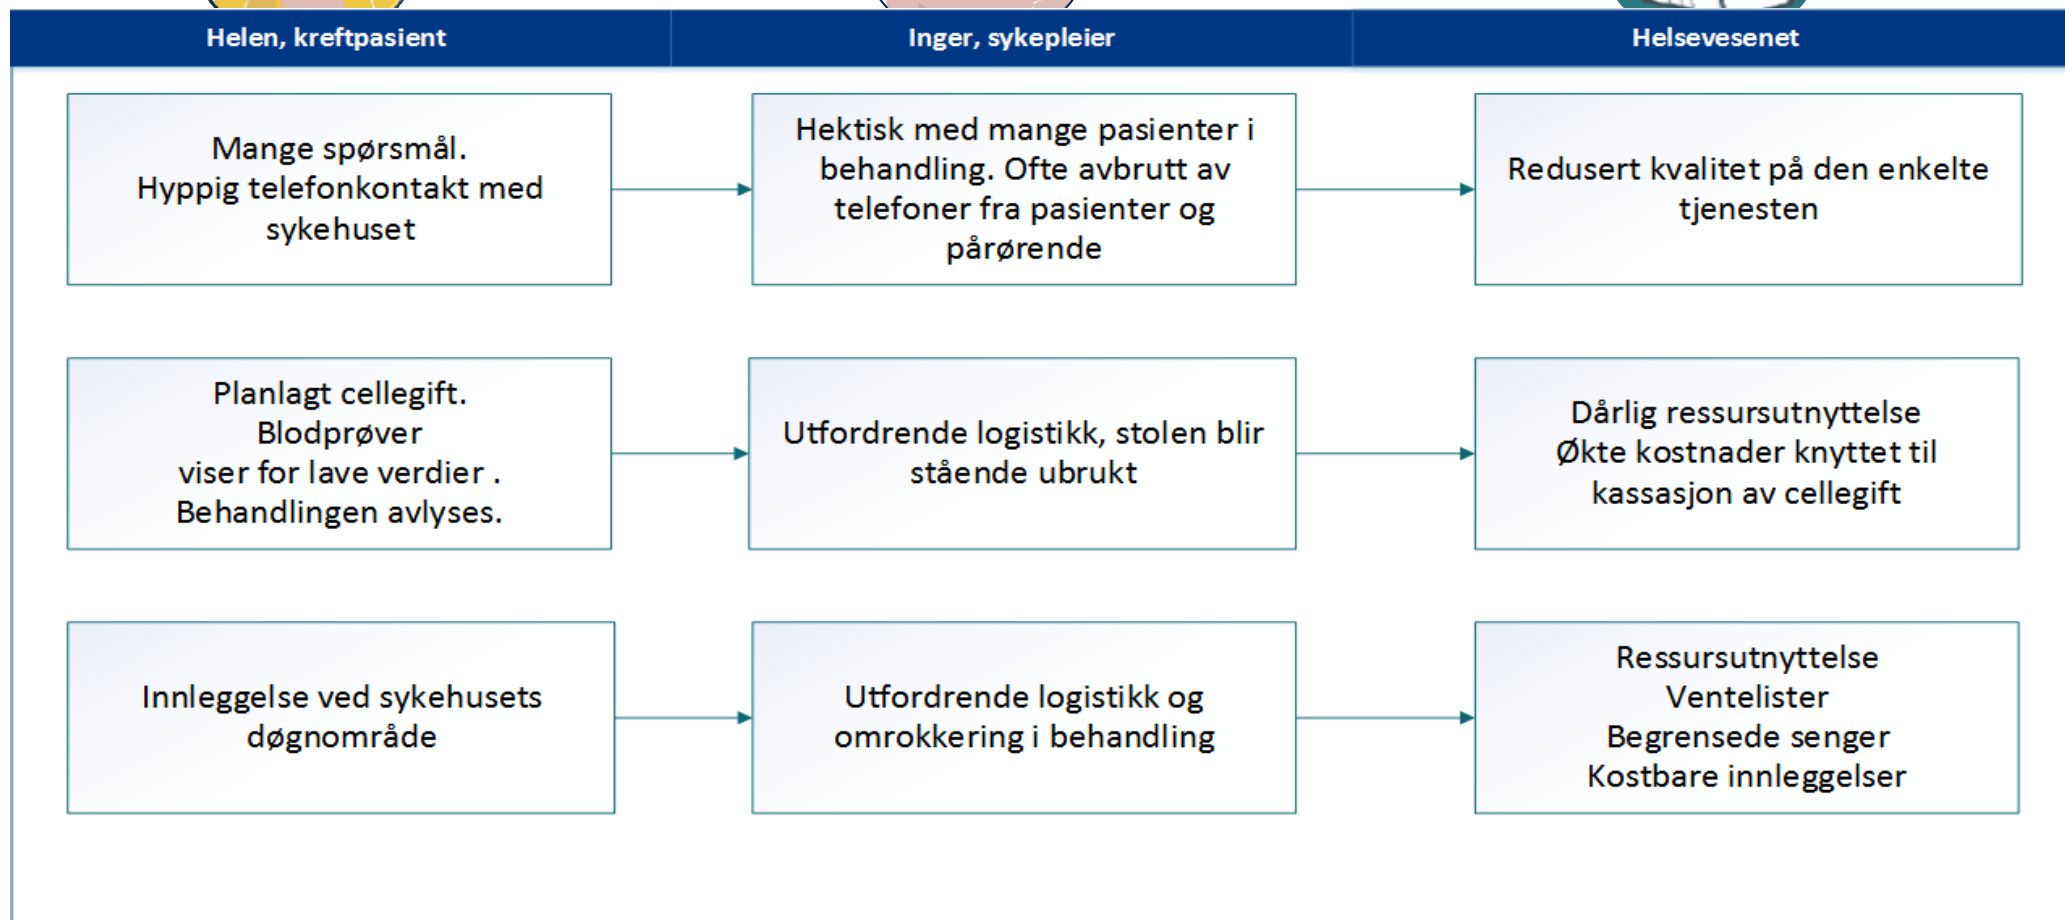 Helen, kreftpasient
Inger, sykepleier
Helsevesenet
Mange spørsmål.
Hyppig telefonkontakt med
sykehuset
Hektisk med mange pasienter i
behandling. Ofte avbrutt av
telefoner fra pasienter og
pårørende
Redusert kvalitet på den enkelte
tjenesten
Planlagt cellegift.
Blodprøver
viser for lave verdier .
Behandlingen avlyses.
Utfordrende logistikk, stolen blir
stående ubrukt
Dårlig ressursutnyttelse
Økte kostnader knyttet til
kassasjon av cellegift
Innleggelse ved sykehusets
døgnområde
Utfordrende logistikk og
omrokkering i behandling
Ressursutnyttelse
Ventelister
Begrensede senger
Kostbare innleggelser